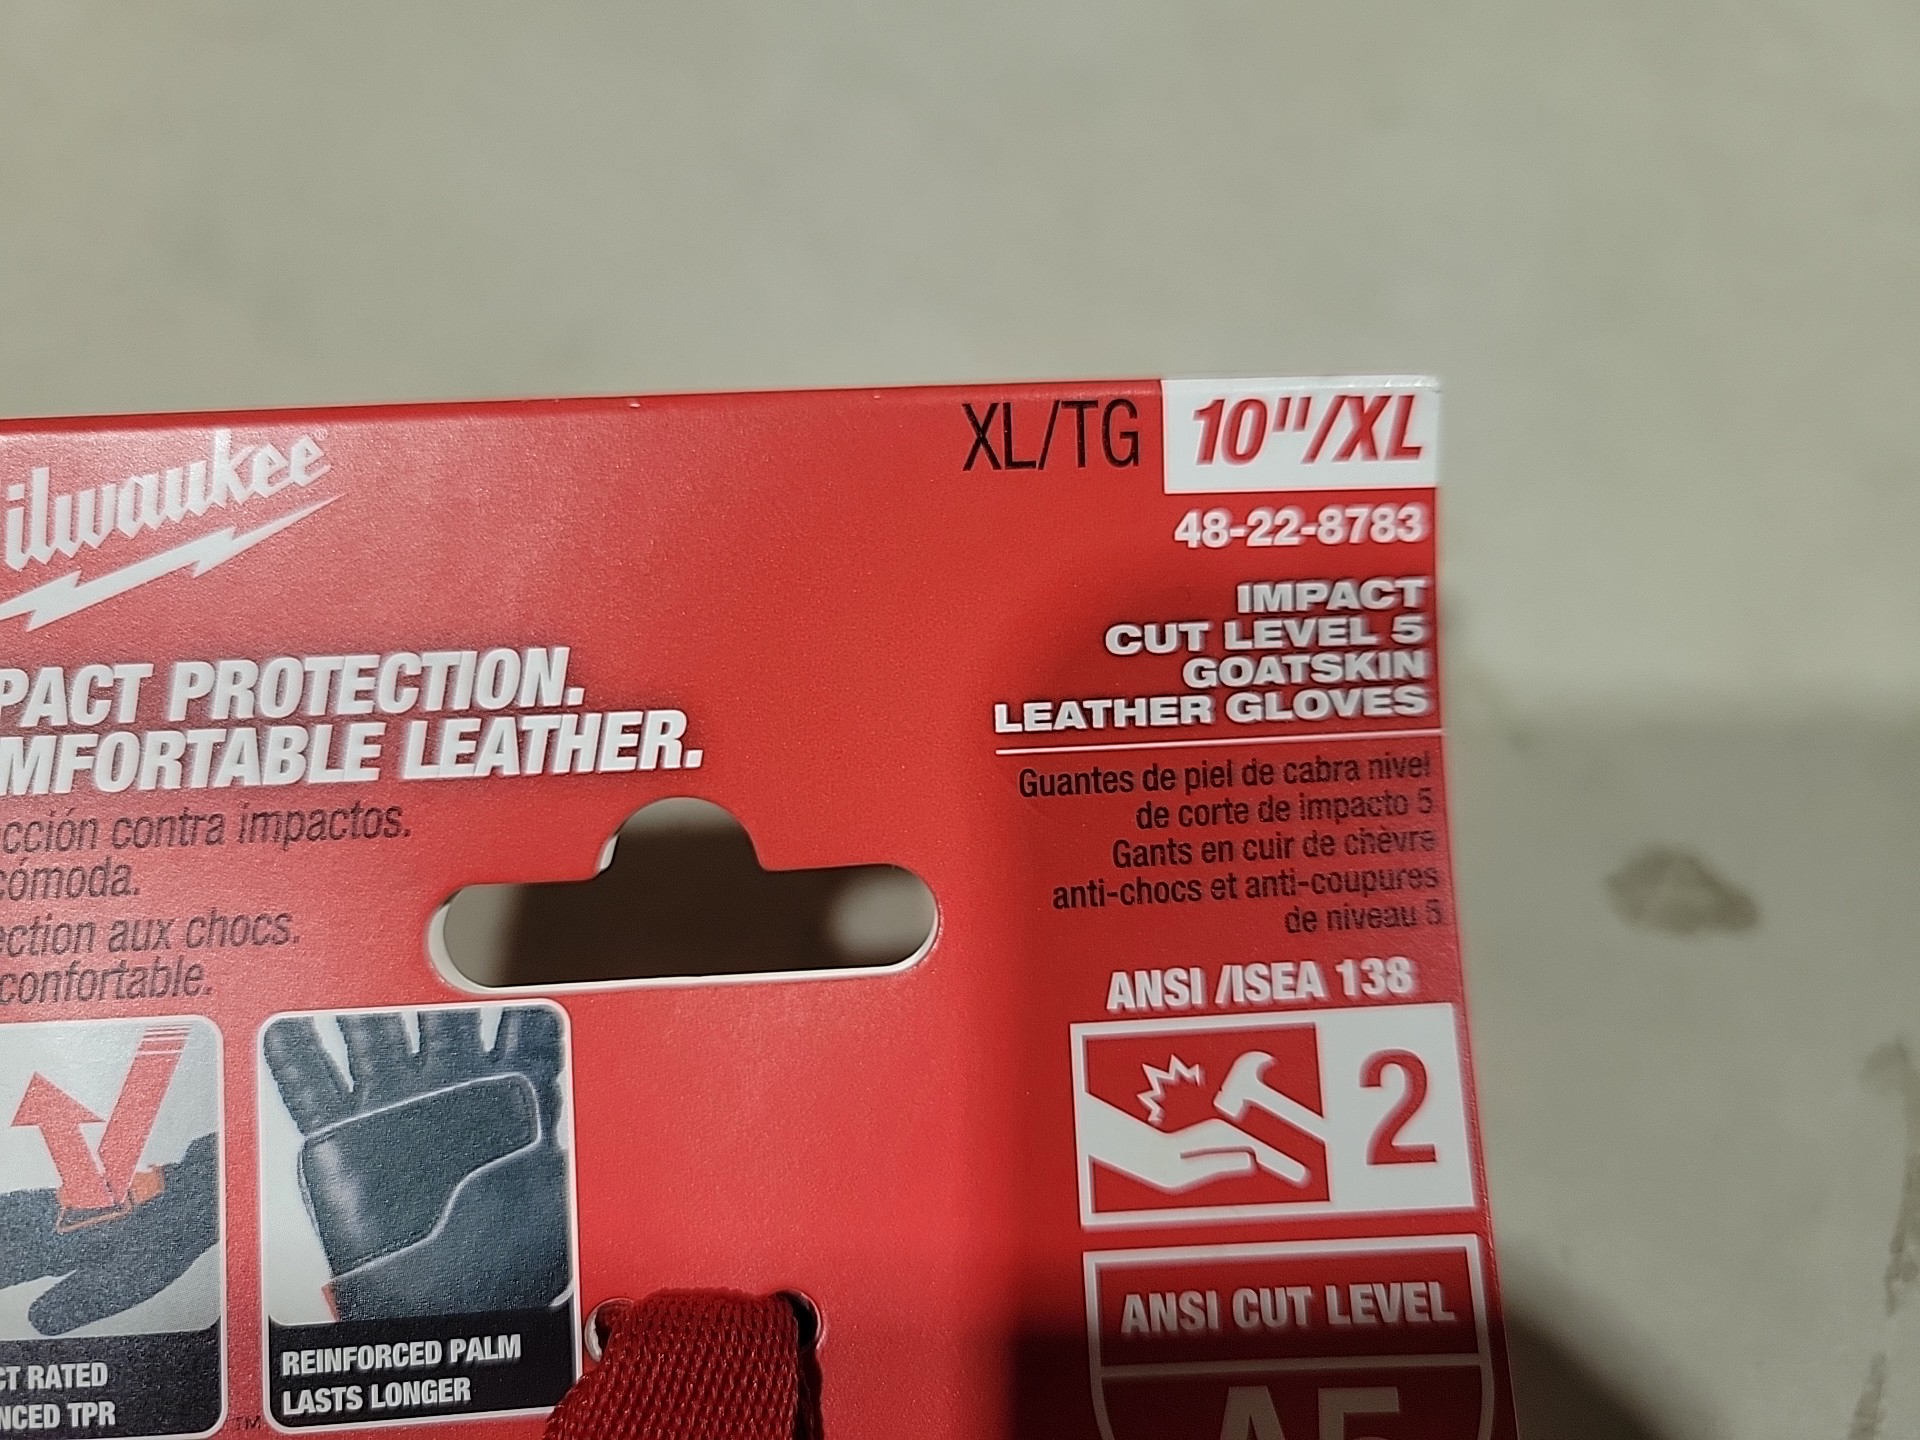 ilwaukee
XL/TG
10"/XL
48-22-8783
IMPACT
CUT LEVEL 5
GOATSKIN
LEATHER GLOVES
Guantes de piel de cabra nivel
de corte de impacto 5
Gants en cuir de chèvre
anti-chocs et anti-coupures
de niveau 5
ANSI /ISEA 138
2
ANSI CUT LEVEL
A5
PACT PROTECTION.
MFORTABLE LEATHER.
cción contra impactos.
cómoda.
ection aux chocs.
confortable.
CT RATED
NCED TPR
TM
REINFORCED PALM
LASTS LONGER